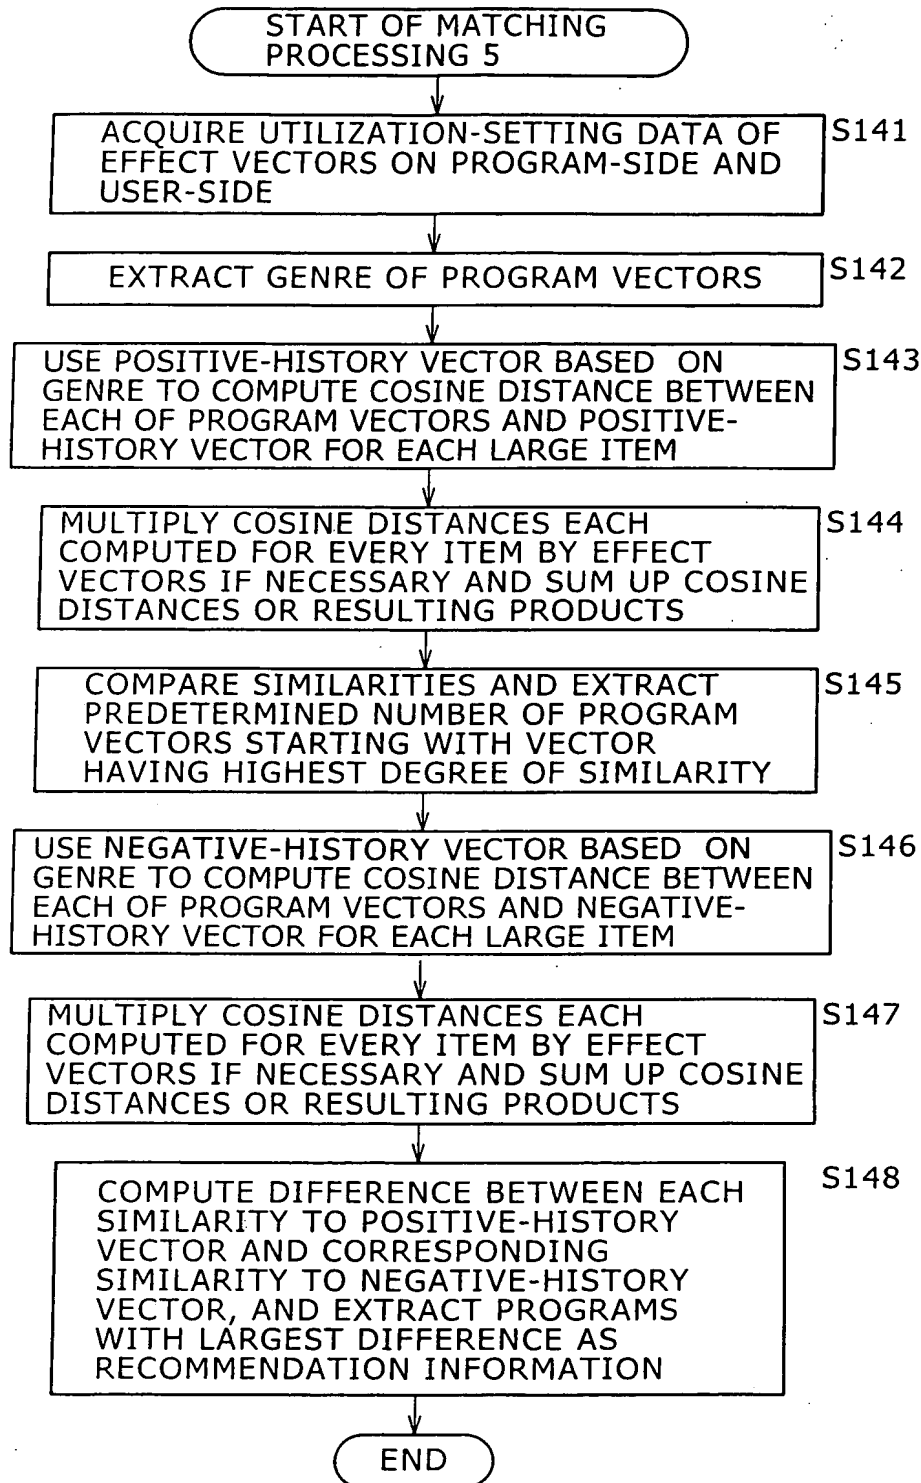 START OF MATCHING
PROCESSING 5
ACQUIRE UTILIZATION-SETTING DATA OF
EFFECT VECTORS ON PROGRAM-SIDE AND
USER-SIDE
S141
EXTRACT GENRE OF PROGRAM VECTORS
S142
USE POSITIVE-HISTORY VECTOR BASED ON
GENRE TO COMPUTE COSINE DISTANCE BETWEEN
EACH OF PROGRAM VECTORS AND POSITIVE-
HISTORY VECTOR FOR EACH LARGE ITEM
S143
MULTIPLY COSINE DISTANCES EACH
COMPUTED FOR EVERY ITEM BY EFFECT
VECTORS IF NECESSARY AND SUM UP COSINE
DISTANCES OR RESULTING PRODUCTS
S144
COMPARE SIMILARITIES AND EXTRACT
PREDETERMINED NUMBER OF PROGRAM
VECTORS STARTING WITH VECTOR
HAVING HIGHEST DEGREE OF SIMILARITY
S145
USE NEGATIVE-HISTORY VECTOR BASED ON
GENRE TO COMPUTE COSINE DISTANCE BETWEEN
EACH OF PROGRAM VECTORS AND NEGATIVE-
HISTORY VECTOR FOR EACH LARGE ITEM
S146
MULTIPLY COSINE DISTANCES EACH
COMPUTED FOR EVERY ITEM BY EFFECT
VECTORS IF NECESSARY AND SUM UP COSINE
DISTANCES OR RESULTING PRODUCTS
S147
COMPUTE DIFFERENCE BETWEEN EACH
SIMILARITY TO POSITIVE-HISTORY
VECTOR AND CORRESPONDING
SIMILARITY TO NEGATIVE-HISTORY
VECTOR, AND EXTRACT PROGRAMS
WITH LARGEST DIFFERENCE AS
RECOMMENDATION INFORMATION
S148
END